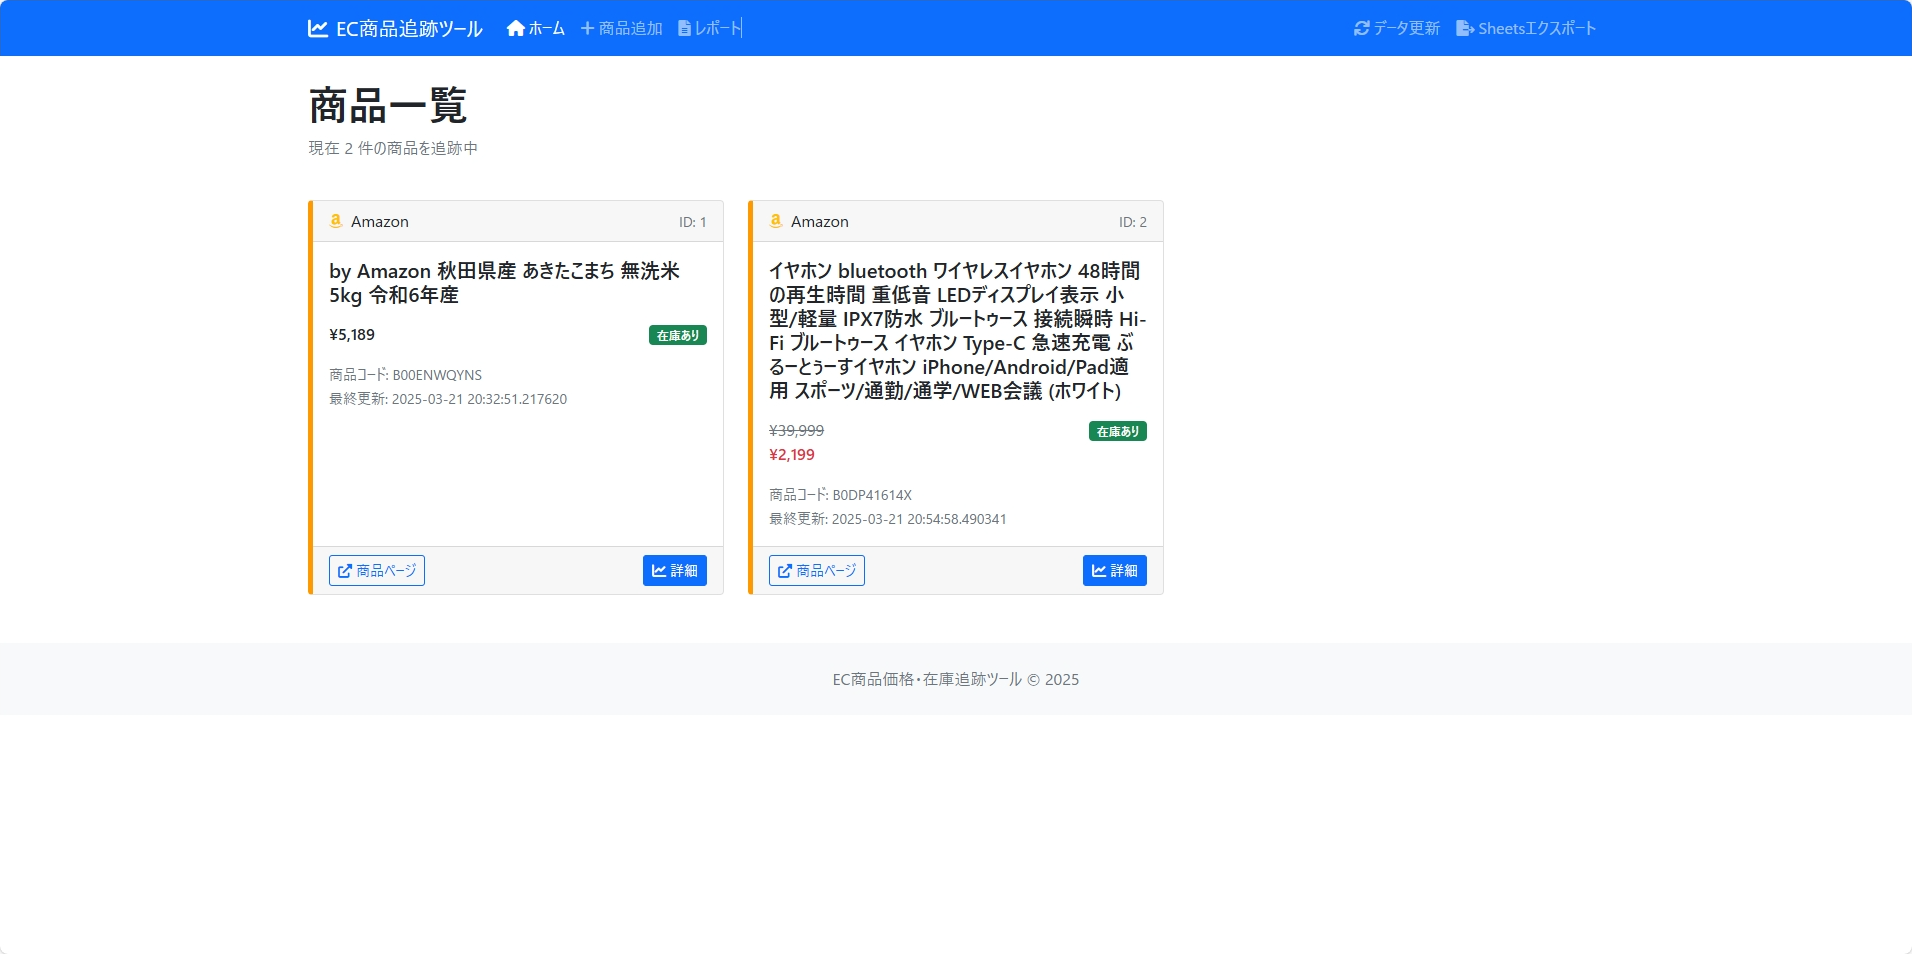 EC商品追跡ツール ホーム 商品追加 レポート データ更新 Sheetsエクスポート
商品一覧
現在 2 件の商品を追跡中
Amazon ID: 1
by Amazon 秋田県産 あきたこまち 無洗米
5kg 令和6年産
¥5,189 在庫あり
商品コード: B00ENWQYNS
最終更新: 2025-03-21 20:32:51.217620
商品ページ 詳細
Amazon ID: 2
イヤホン bluetooth ワイヤレスイヤホン 48時間
の再生時間 重低音 LEDディスプレイ表示 小
型/軽量 IPX7防水 ブルートゥース 接続瞬時 Hi-
Fi ブルートゥース イヤホン Type-C 急速充電 ぶ
るーとぅーすイヤホン iPhone/Android/Pad適
用 スポーツ/通勤/通学/WEB会議 (ホワイト)
¥39,999 在庫あり
¥2,199
商品コード: B0DP41614X
最終更新: 2025-03-21 20:54:58.490341
商品ページ 詳細
EC商品価格・在庫追跡ツール © 2025